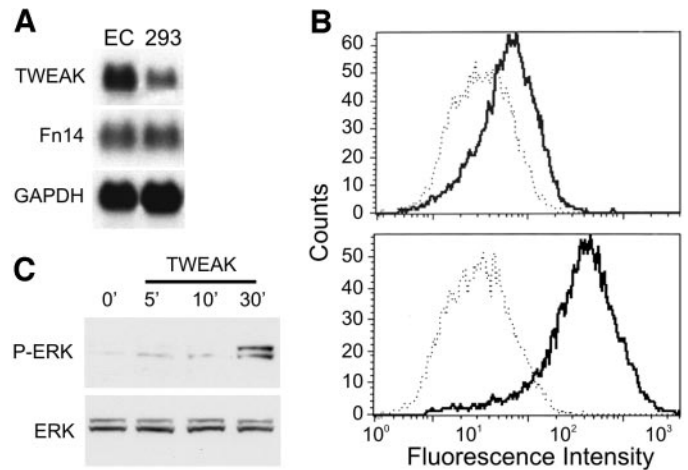 A
EC 293
TWEAK
Fn14
GAPDH
B
60
50
40
30
20
10
0
50
40
30
20
10
0
10⁰ 10¹ 10² 10³
Counts
Fluorescence Intensity
C
TWEAK
0' 5' 10' 30'
P-ERK
ERK